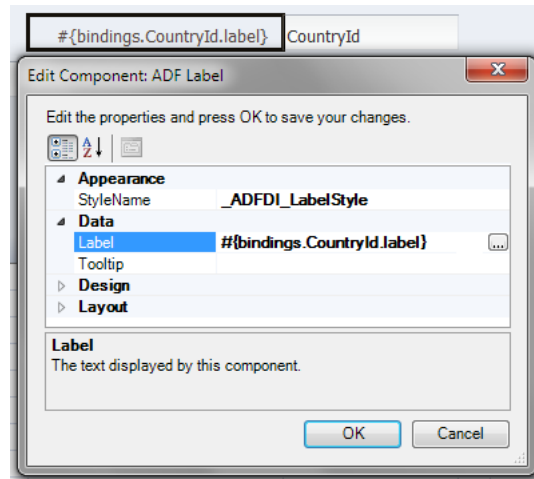 #{bindings.CountryId.label} CountryId
Edit Component: ADF Label
Edit the properties and press OK to save your changes.
Appearance
StyleName _ADFDI_LabelStyle
Data
Label #{bindings.CountryId.label} ...
Tooltip
Design
Layout
Label
The text displayed by this component.
OK Cancel